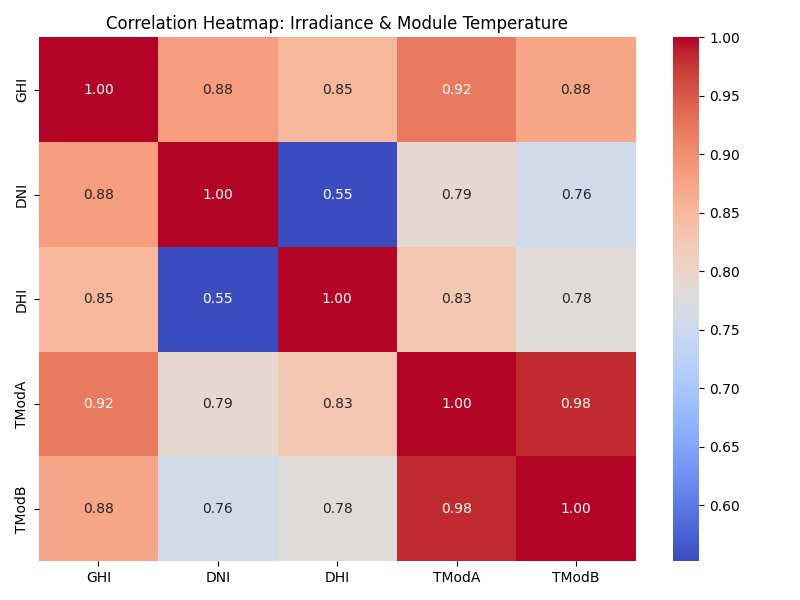 Correlation Heatmap: Irradiance & Module Temperature
GHI 1.00 0.88 0.85 0.92 0.88
DNI 0.88 1.00 0.55 0.79 0.76
DHI 0.85 0.55 1.00 0.83 0.78
TModA 0.92 0.79 0.83 1.00 0.98
TModB 0.88 0.76 0.78 0.98 1.00
GHI DNI DHI TModA TModB
1.00
0.95
0.90
0.85
0.80
0.75
0.70
0.65
0.60